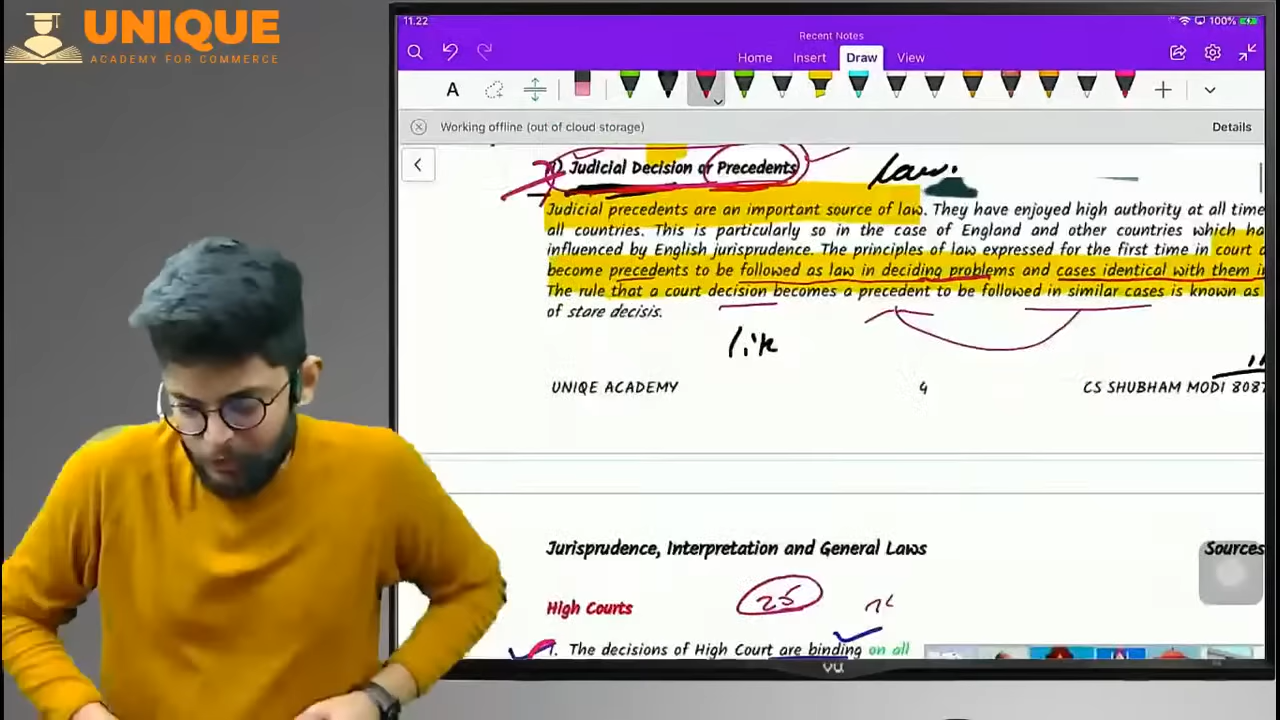 UNIQUE
ACADEMY FOR COMMERCE
11.22
100%
Recent Notes
Home Insert Draw View
A
Working offline (out of cloud storage)
Details
Judicial Decision or Precedents
law.
Judicial precedents are an important source of law. They have enjoyed high authority at all time
all countries. This is particularly so in the case of England and other countries which ha
influenced by English jurisprudence. The principles of law expressed for the first time in court d
become precedents to be followed as law in deciding problems and cases identical with them i
The rule that a court decision becomes a precedent to be followed in similar cases is known as
of stare decisis.
UNIQE ACADEMY 4 CS SHUBHAM MODI 8087
Jurisprudence, Interpretation and General Laws Sources
High Courts 25
1. The decisions of High Court are binding on all
VU